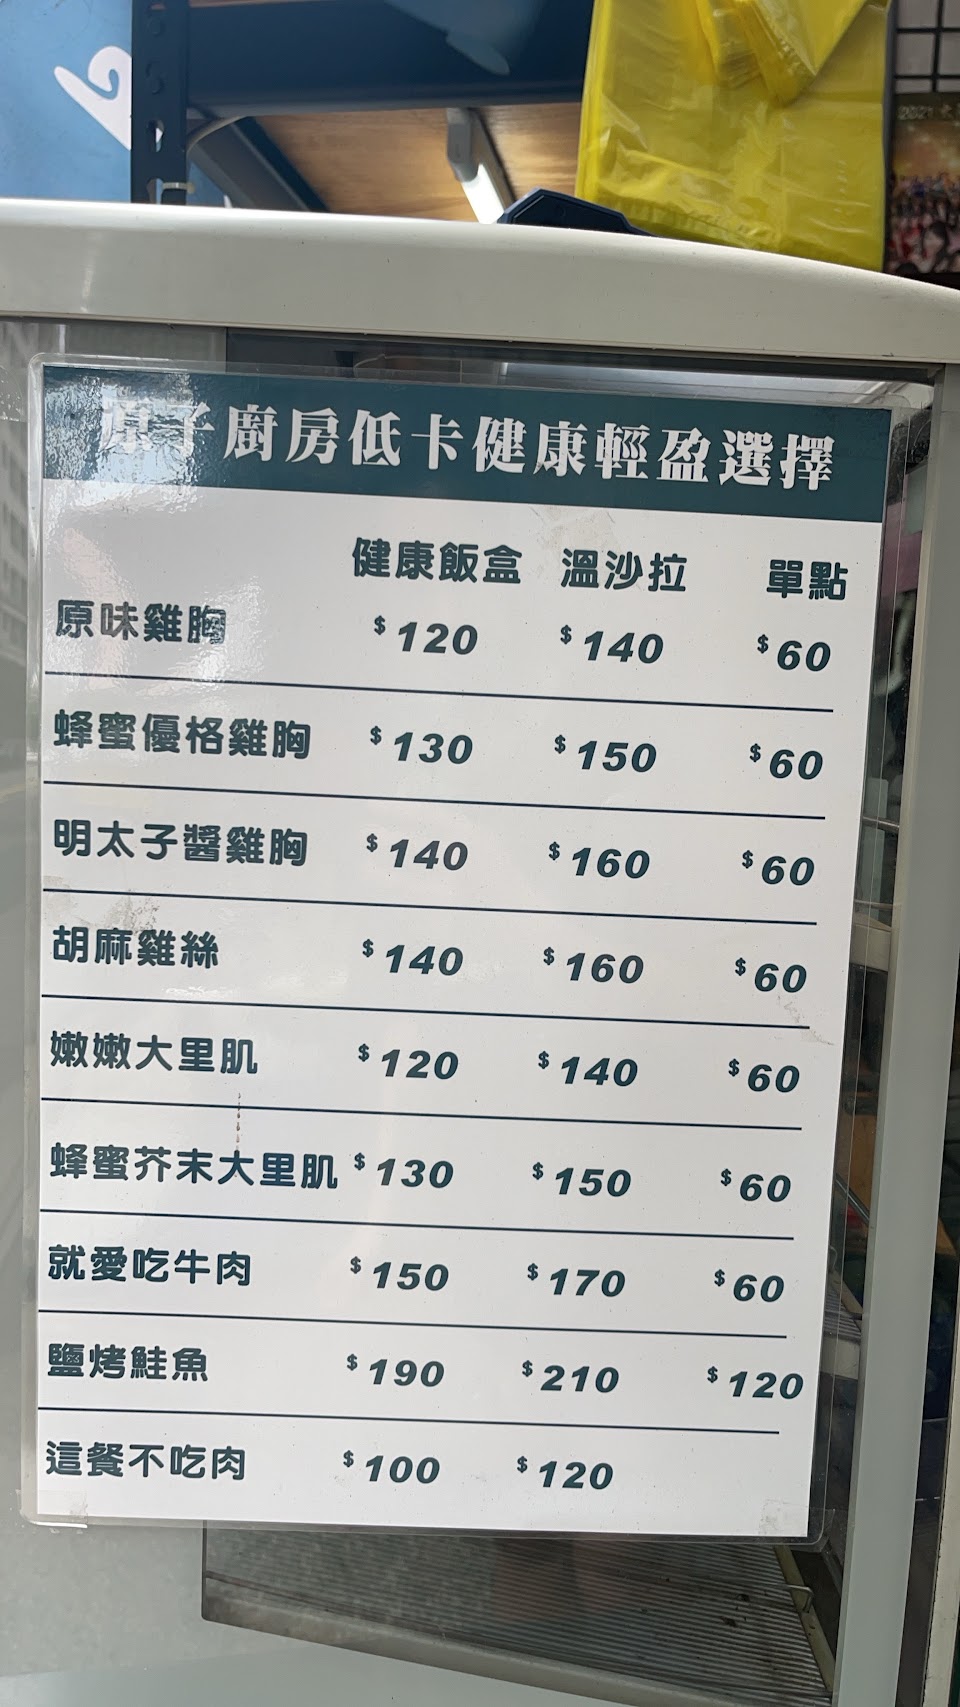 原子廚房低卡健康輕盈選擇
健康飯盒 溫沙拉 單點
原味雞胸 $120 $140 $60
蜂蜜優格雞胸 $130 $150 $60
明太子醬雞胸 $140 $160 $60
胡麻雞絲 $140 $160 $60
嫩嫩大里肌 $120 $140 $60
蜂蜜芥末大里肌 $130 $150 $60
就愛吃牛肉 $150 $170 $60
鹽烤鮭魚 $190 $210 $120
這餐不吃肉 $100 $120